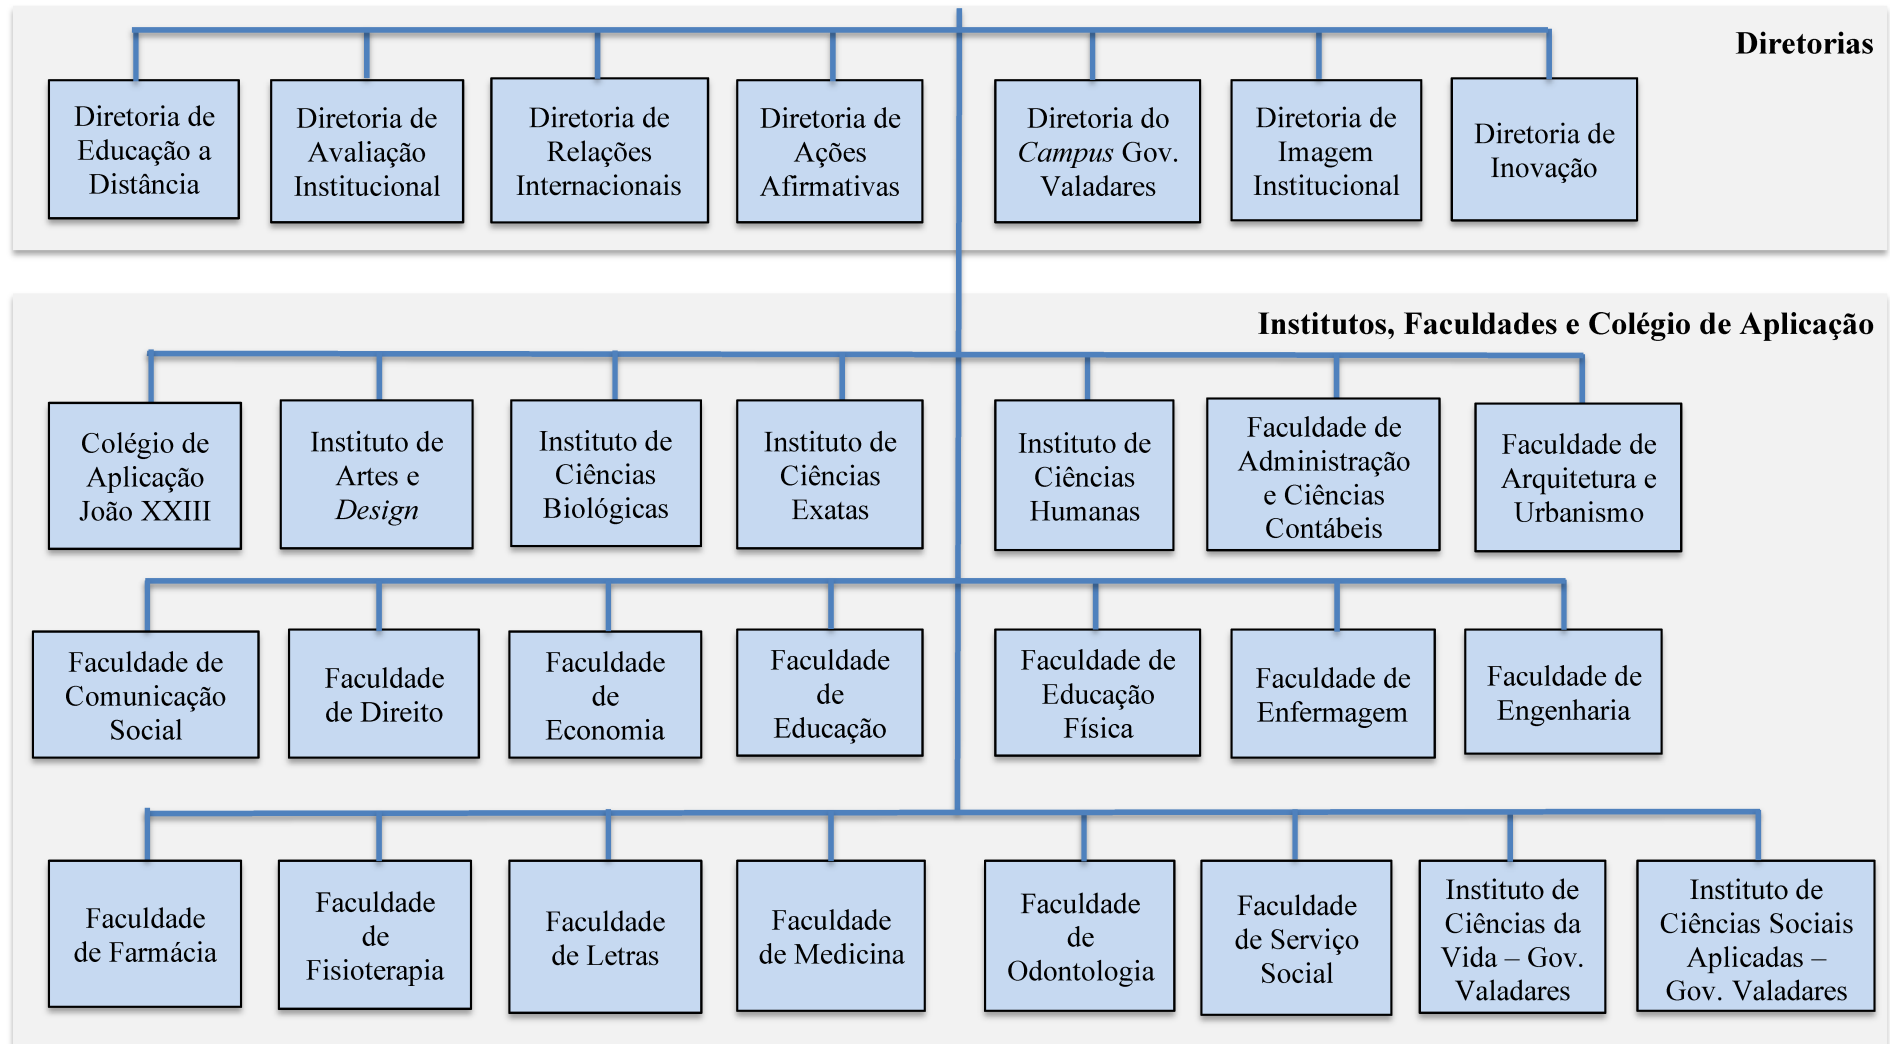 Diretorias
Diretoria de
Educação a
Distância
Diretoria de
Avaliação
Institucional
Diretoria de
Relações
Internacionais
Diretoria de
Ações
Afirmativas
Diretoria do
Campus Gov.
Valadares
Diretoria de
Imagem
Institucional
Diretoria de
Inovação
Institutos, Faculdades e Colégio de Aplicação
Colégio de
Aplicação
João XXIII
Instituto de
Artes e
Design
Instituto de
Ciências
Biológicas
Instituto de
Ciências
Exatas
Instituto de
Ciências
Humanas
Faculdade de
Administração
e Ciências
Contábeis
Faculdade de
Arquitetura e
Urbanismo
Faculdade de
Comunicação
Social
Faculdade
de Direito
Faculdade
de
Economia
Faculdade
de
Educação
Faculdade de
Educação
Física
Faculdade de
Enfermagem
Faculdade de
Engenharia
Faculdade
de Farmácia
Faculdade
de
Fisioterapia
Faculdade
de Letras
Faculdade
de Medicina
Faculdade
de
Odontologia
Faculdade
de Serviço
Social
Instituto de
Ciências da
Vida – Gov.
Valadares
Instituto de
Ciências Sociais
Aplicadas –
Gov. Valadares